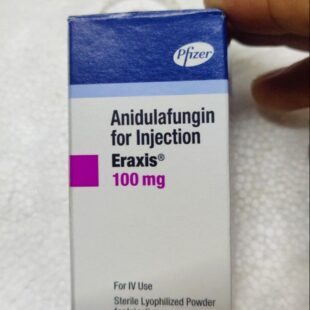 Pfizer
Anidulafungin
for Injection
Eraxis®
100 mg
For IV Use
Sterile Lyophilized Powder